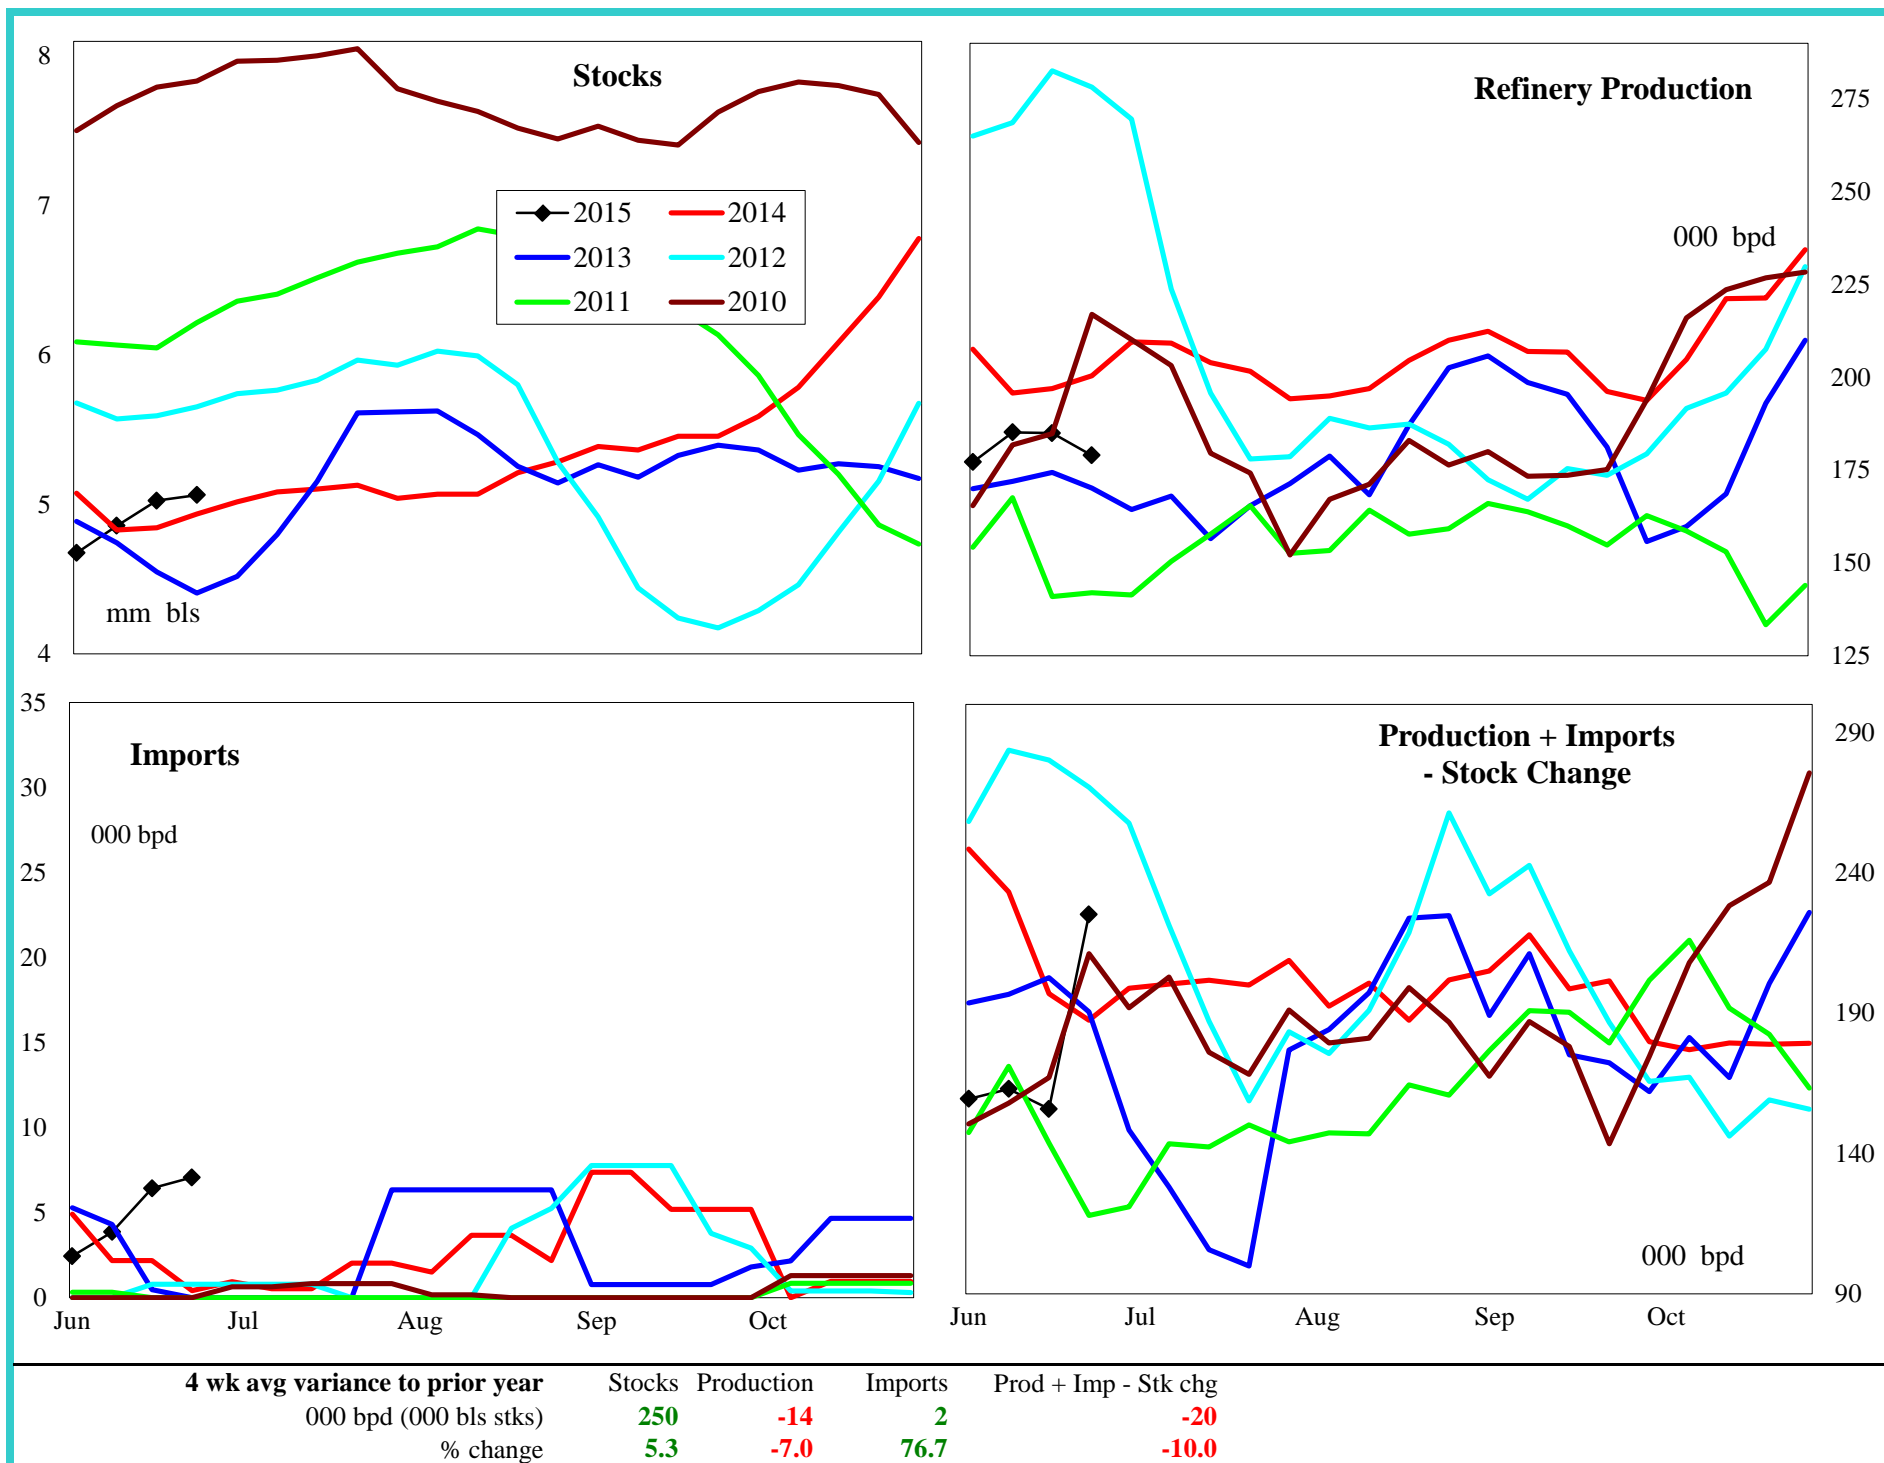 Stocks
8
7
6
5
4
mm bls
2015 2014
2013 2012
2011 2010
Refinery Production
000 bpd
275
250
225
200
175
150
125
Imports
000 bpd
35
30
25
20
15
10
5
0
Jun Jul Aug Sep Oct
Production + Imports
- Stock Change
000 bpd
290
240
190
140
90
Jun Jul Aug Sep Oct
4 wk avg variance to prior year Stocks Production Imports Prod + Imp - Stk chg
000 bpd (000 bls stks) 250 -14 2 -20
% change 5.3 -7.0 76.7 -10.0